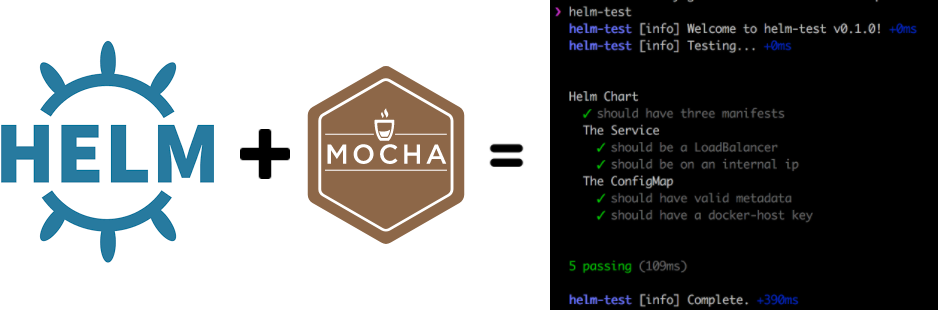 HELM
+
MOCHA
=
❯ helm-test
helm-test [info] Welcome to helm-test v0.1.0! +0ms
helm-test [info] Testing... +0ms
Helm Chart
✓ should have three manifests
The Service
✓ should be a LoadBalancer
✓ should be on an internal ip
The ConfigMap
✓ should have valid metadata
✓ should have a docker-host key
5 passing (109ms)
helm-test [info] Complete. +390ms